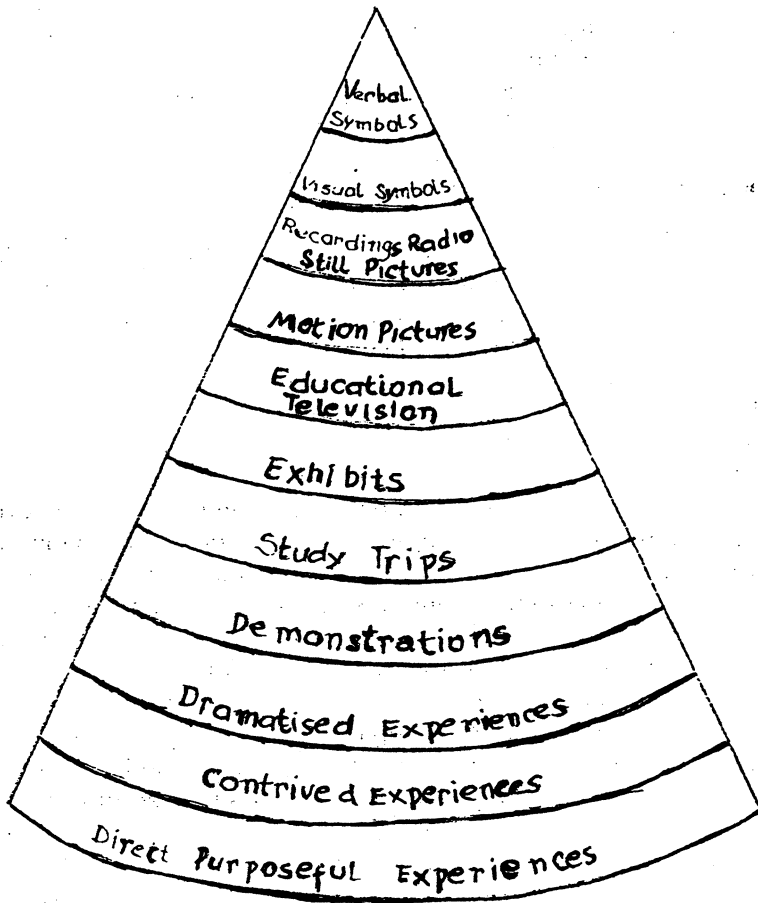 Verbal.
Symbols
Visual Symbols
Recordings Radio
Still Pictures
Motion Pictures
Educational
Television
Exhibits
Study Trips
Demonstrations
Dramatised Experiences
Contrived Experiences
Direct Purposeful Experiences